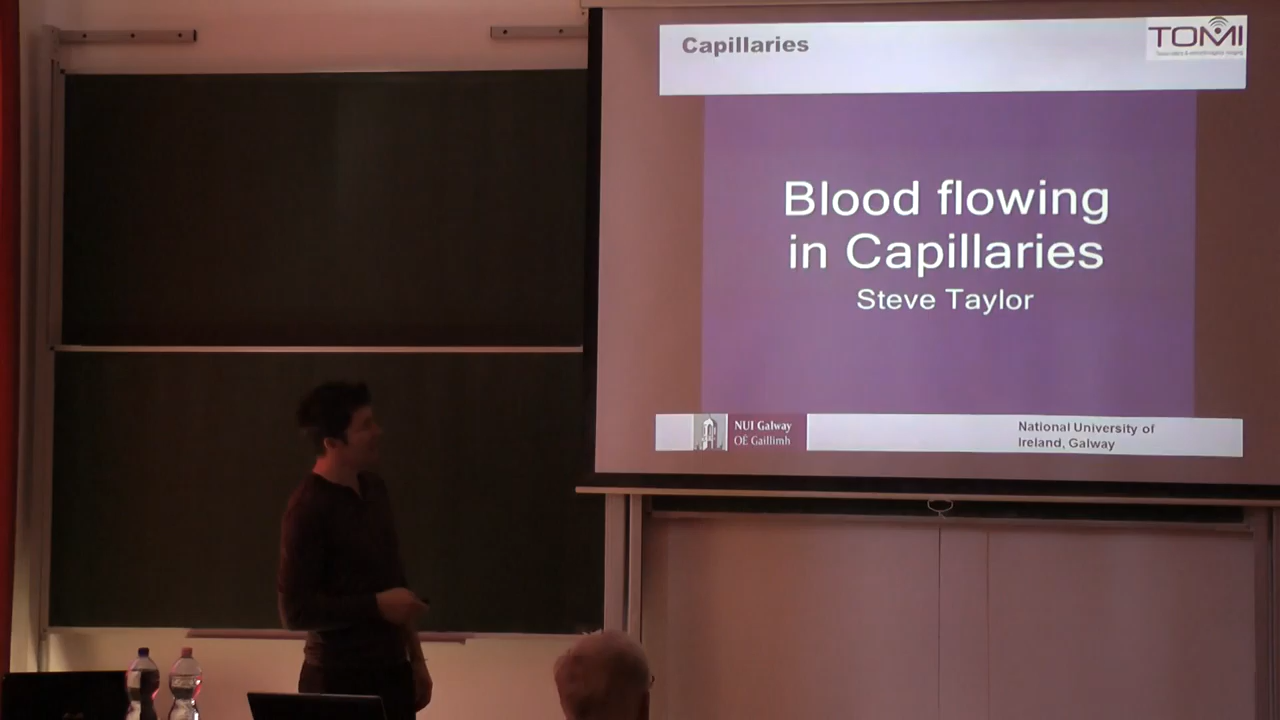 Capillaries
TOMI
Blood flowing
in Capillaries
Steve Taylor
NUI Galway
OÉ Gaillimh
National University of
Ireland, Galway